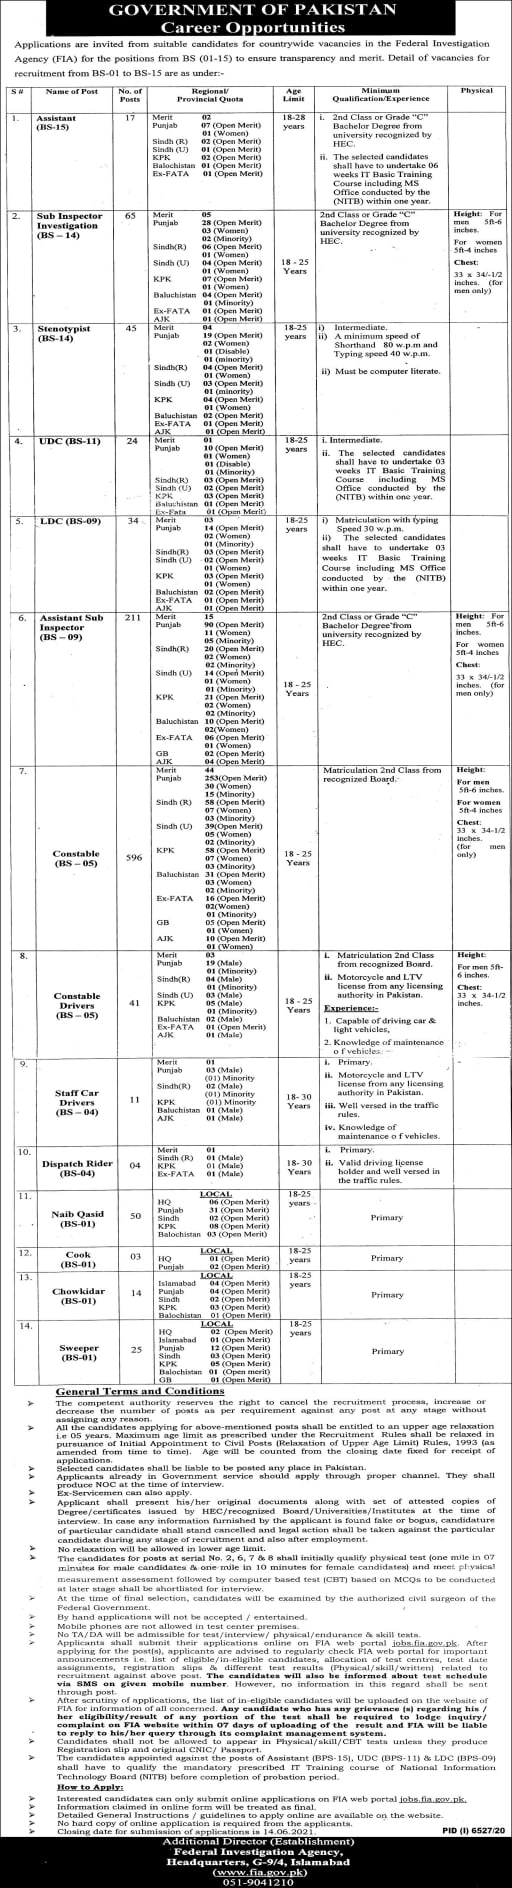 GOVERNMENT OF PAKISTAN
Career Opportunities
Applications are invited from suitable candidates for countrywide vacancies in the Federal Investigation
Agency (FIA) for the positions from BS (01-15) to ensure transparency and merit. Detail of vacancies for
recruitment from BS-01 to BS-15 are as under:-
S # Name of Post No. of Posts Regional/ Provincial Quota Age Limit Minimum Qualification/Experience Physical
1. Assistant (BS-15) 17
Merit 02
Punjab 07 (Open Merit)
01 (Women)
Sindh (R) 02 (Open Merit)
Sindh (U) 01 (Open Merit)
KPK 02 (Open Merit)
Balochistan 01 (Open Merit)
Ex-FATA 01 (Open Merit)
18-28 years
i. 2nd Class or Grade “C”
Bachelor Degree from
university recognized by
HEC.
ii. The selected candidates
shall have to undertake 06
weeks IT Basic Training
Course including MS
Office conducted by the
(NITB) within one year.
2. Sub Inspector Investigation (BS – 14) 65
Merit 05
Punjab 28 (Open Merit)
03 (Women)
02 (Minority)
Sindh(R) 06 (Open Merit)
01 (Women)
Sindh (U) 04 (Open Merit)
01 (Women)
KPK 07 (Open Merit)
01 (Women)
Baluchistan 04 (Open Merit)
01 (Minority)
Ex-FATA 01 (Open Merit)
AJK 01 (Open Merit)
18 - 25 Years
2nd Class or Grade “C”
Bachelor Degree from
university recognized by
HEC.
Height: For
men 5ft-6
inches.
For women
5ft-4 inches
Chest:
33 x 34/-1/2
inches. (for
men only)
3. Stenotypist (BS-14) 45
Merit 04
Punjab 19 (Open Merit)
02 (Women)
01 (Disable)
01 (minority)
Sindh(R) 04 (Open Merit)
01 (Women)
Sindh (U) 03 (Open Merit)
01 (minority)
KPK 04 (Open Merit)
01 (Women)
Baluchistan 02 (Open Merit)
Ex-FATA 01 (Open Merit)
AJK 01 (Open Merit)
18-25 years
i) Intermediate.
ii) A minimum speed of
Shorthand 80 w.p.m and
Typing speed 40 w.p.m.
ii) Must be computer literate.
4. UDC (BS-11) 24
Merit 01
Punjab 10 (Open Merit)
01 (Women)
01 (Disable)
01 (Minority)
Sindh(R) 03 (Open Merit)
Sindh (U) 02 (Open Merit)
KPK 03 (Open Merit)
Baluchistan 01 (Open Merit)
Ex-Fata 01 (Open Merit)
18-25 years
i. Intermediate.
ii. The selected candidates
shall have to undertake 03
weeks IT Basic Training
Course including MS
Office conducted by the
(NITB) within one year.
5. LDC (BS-09) 34
Merit 03
Punjab 14 (Open Merit)
02 (Women)
01 (Minority)
Sindh(R) 03 (Open Merit)
Sindh (U) 02 (Open Merit)
01 (Women)
KPK 03 (Open Merit)
01 (Women)
Baluchistan 02 (Open Merit)
Ex-FATA 01 (Open Merit)
AJK 01 (Open Merit)
18-25 years
i) Matriculation with typing
Speed 30 w.p.m.
ii) The selected candidates
shall have to undertake 03
weeks IT Basic Training
Course including MS Office
conducted by the (NITB)
within one year.
6. Assistant Sub Inspector (BS – 09) 211
Merit 15
Punjab 90 (Open Merit)
11 (Women)
05 (Minority)
Sindh(R) 20 (Open Merit)
02 (Women)
02 (Minority)
Sindh (U) 14 (Open Merit)
01 (Women)
01 (Minority)
KPK 21 (Open Merit)
02 (Women)
02 (Minority)
Baluchistan 10 (Open Merit)
02(Women)
Ex-FATA 06 (Open Merit)
01 (Women)
GB 02 (Open Merit)
AJK 04 (Open Merit)
18 - 25 Years
2nd Class or Grade “C”
Bachelor Degree from
university recognized by
HEC.
Height: For
men 5ft-6
inches.
For women
5ft-4 inches
Chest:
33 x 34/-1/2
inches. (for
men only)
7. Constable (BS – 05) 596
Merit 44
Punjab 253(Open Merit)
30 (Women)
15 (Minority)
Sindh (R) 58 (Open Merit)
07 (Women)
03 (Minority)
Sindh (U) 39(Open Merit)
05 (Women)
02 (Minority)
KPK 58 (Open Merit)
07 (Women)
03 (Minority)
Baluchistan 31 (Open Merit)
03 (Women)
02 (Minority)
Ex-FATA 16 (Open Merit)
02(Women)
01 (Minority)
GB 05 (Open Merit)
01 (Women)
AJK 10 (Open Merit)
01 (Women)
18 - 25 Years
Matriculation 2nd Class from
recognized Board.
Height:
For men
5ft-6 inches.
For women
5ft-4 inches
Chest:
33 x 34-1/2
inches.
(for men
only)
8. Constable Drivers (BS – 05) 41
Merit 03
Punjab 19 (Male)
01 (Minority)
Sindh(R) 04 (Male)
01 (Minority)
Sindh (U) 03 (Male)
KPK 05 (Male)
01 (Minority)
Baluchistan 02 (Male)
Ex-FATA 01 (Open Merit)
AJK 01 (Male)
18 - 25 Years
i. Matriculation 2nd Class
from recognized Board.
ii. Motorcycle and LTV
license from any licensing
authority in Pakistan.
Experience:-
1. Capable of driving car &
light vehicles,
2. Knowledge of maintenance
of vehicles.
Height:
For men 5ft-
6 inches.
Chest:
33 x 34-1/2
inches.
9. Staff Car Drivers (BS – 04) 11
Merit 01
Punjab 03 (Male)
(01) Minority
Sindh(R) 02 (Male)
(01) Minority
KPK (01) Minority
Baluchistan 01 (Male)
AJK 01 (Male)
18- 30 Years
i. Primary.
ii. Motorcycle and LTV
license from any licensing
authority in Pakistan.
iii. Well versed in the traffic
rules.
iv. Knowledge of
maintenance of vehicles.
10. Dispatch Rider (BS-04) 04
Merit 01
Sindh (R) 01 (Male)
KPK 01 (Male)
Ex-FATA 01 (Male)
18- 30 Years
i. Primary.
ii. Valid driving license
holder and well versed in
the traffic rules.
11. Naib Qasid (BS-01) 50
LOCAL
HQ 06 (Open Merit)
Punjab 31 (Open Merit)
Sindh 02 (Open Merit)
KPK 08 (Open Merit)
Balochistan 03 (Open Merit)
18-25 years
Primary
12. Cook (BS-01) 03
LOCAL
HQ 01 (Open Merit)
Punjab 02 (Open Merit)
18-25 years
Primary
13. Chowkidar (BS-01) 14
LOCAL
Islamabad 04 (Open Merit)
Punjab 04 (Open Merit)
Sindh 02 (Open Merit)
KPK 03 (Open Merit)
Balochistan 01 (Open Merit)
18-25 years
Primary
14. Sweeper (BS-01) 25
LOCAL
HQ 02 (Open Merit)
Islamabad 01 (Open Merit)
Punjab 12 (Open Merit)
Sindh 03 (Open Merit)
KPK 05 (Open Merit)
Balochistan 01 (Open Merit)
GB 01 (Open Merit)
18-25 years
Primary
General Terms and Conditions
The competent authority reserves the right to cancel the recruitment process, increase or
decrease the number of posts as per requirement against any post at any stage without
assigning any reason.
All the candidates applying for above-mentioned posts shall be entitled to an upper age relaxation
i.e 05 years. Maximum age limit as prescribed under the Recruitment Rules shall be relaxed in
pursuance of Initial Appointment to Civil Posts (Relaxation of Upper Age Limit) Rules, 1993 (as
amended from time to time). Age will be counted from the closing date fixed for receipt of
applications.
Selected candidates shall be liable to be posted any place in Pakistan.
Applicants already in Government service should apply through proper channel. They shall
produce NOC at the time of interview.
Ex-Servicemen can also apply.
Applicant shall present his/her original documents along with set of attested copies of
Degree/certificates issued by HEC/recognized Board/Universities/Institutes at the time of
interview. In case any information furnished by the applicant is found fake or bogus, candidature
of particular candidate shall stand cancelled and legal action shall be taken against the particular
candidate during any stage of recruitment and also after employment.
No relaxation will be allowed in lower age limit.
The candidates for posts at serial No. 2, 6, 7 & 8 shall initially qualify physical test (one mile in 07
minutes for male candidates & one-mile in 10 minutes for female candidates) and meet physical
measurement assessment followed by computer based test (CBT) based on MCQs to be conducted
at later stage shall be shortlisted for interview.
At the time of final selection, candidates will be examined by the authorized civil surgeon of the
Federal Government.
By hand applications will not be accepted / entertained.
Mobile phones are not allowed in test center premises.
No TA/DA will be admissible for test/interview/ physical/endurance & skill tests.
Applicants shall submit their applications online on FIA web portal jobs.fia.gov.pk. After
applying for the post(s), applicants are advised to regularly check FIA web portal for important
announcements i.e. list of eligible/in-eligible candidates, allocation of test centres, test date
assignments, registration slips & different test results (Physical/skill/written) related to
recruitment against above post. The candidates will also be informed about test schedule
via SMS on given mobile number. However, no information in this regard shall be sent
through post.
After scrutiny of applications, the list of in-eligible candidates will be uploaded on the website of
FIA for information of all concerned. Any candidate who has any grievance (s) regarding his /
her eligibility/result of any portion of the test shall be required to lodge inquiry/
complaint on FIA website within 07 days of uploading of the result and FIA will be liable
to reply to his/her query through its complaint management system.
Candidates shall not be allowed to appear in Physical/skill/CBT tests unless they produce
Registration slip and original CNIC/ Passport.
The candidates appointed against the posts of Assistant (BPS-15), UDC (BPS-11) & LDC (BPS-09)
shall have to qualify the mandatory prescribed IT Training course of National Information
Technology Board (NITB) before completion of probation period.
How to Apply:
Interested candidates can only submit online applications on FIA web portal jobs.fia.gov.pk.
Information claimed in online form will be treated as final.
Detailed General Instructions / guidelines to apply online are available on the website.
No hard copy of online application is required from the applicants.
Closing date for submission of applications is 14.06.2021.
PID (I) 6527/20
Additional Director (Establishment)
Federal Investigation Agency,
Headquarters, G-9/4, Islamabad
(www.fia.gov.pk)
051-9041210